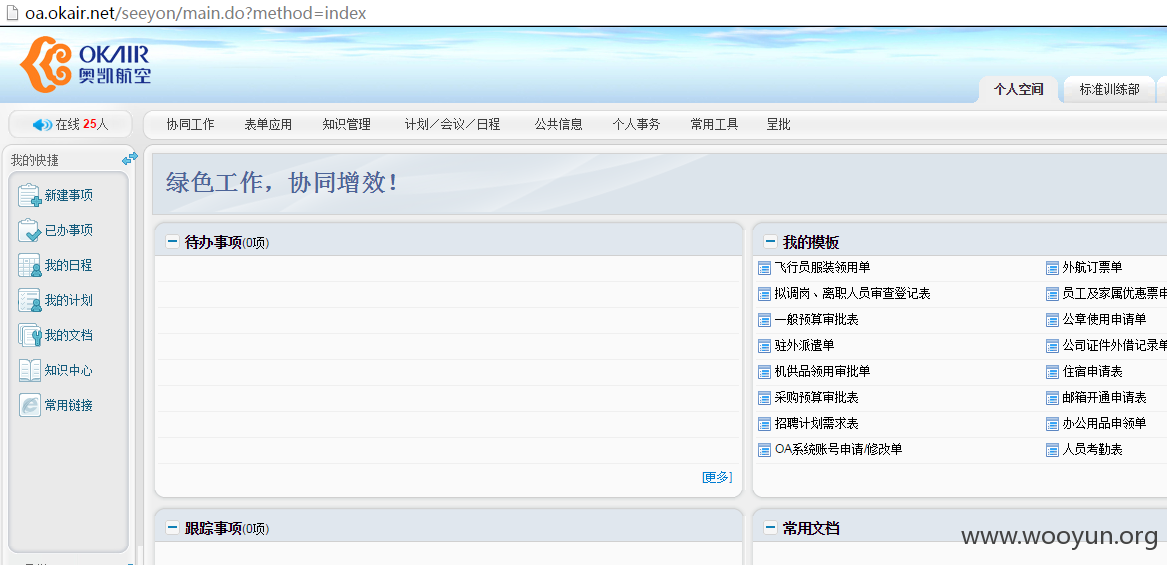 oa.okair.net/seeyon/main.do?method=index
OKAIR
奥凯航空
个人空间
标准训练部
在线 25人
协同工作
表单应用
知识管理
计划／会议／日程
公共信息
个人事务
常用工具
呈批
我的快捷
新建事项
已办事项
我的日程
我的计划
我的文档
知识中心
常用链接
绿色工作，协同增效！
待办事项(0项)
[更多]
我的模板
飞行员服装领用单
外航订票单
拟调岗、离职人员审查登记表
员工及家属优惠票申
一般预算审批表
公章使用申请单
驻外派遣单
公司证件外借记录单
机供品领用审批单
住宿申请表
采购预算审批表
邮箱开通申请表
招聘计划需求表
办公用品申领单
OA系统账号申请/修改单
人员考勤表
跟踪事项(0项)
常用文档
www.wooyun.org